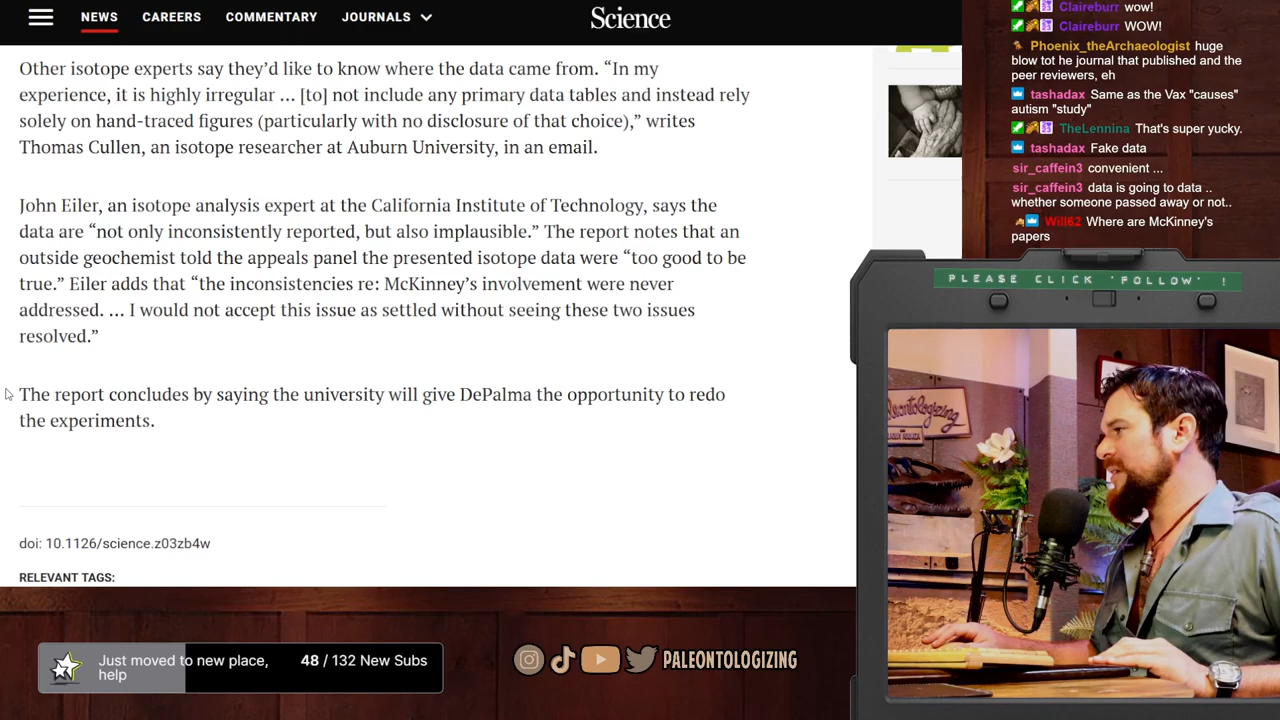 NEWS
CAREERS
COMMENTARY
JOURNALS
Science
Other isotope experts say they’d like to know where the data came from. “In my
experience, it is highly irregular … [to] not include any primary data tables and instead rely
solely on hand-traced figures (particularly with no disclosure of that choice),” writes
Thomas Cullen, an isotope researcher at Auburn University, in an email.
John Eiler, an isotope analysis expert at the California Institute of Technology, says the
data are “not only inconsistently reported, but also implausible.” The report notes that an
outside geochemist told the appeals panel the presented isotope data were “too good to be
true.” Eiler adds that “the inconsistencies re: McKinney’s involvement were never
addressed. … I would not accept this issue as settled without seeing these two issues
resolved.”
The report concludes by saying the university will give DePalma the opportunity to redo
the experiments.
doi: 10.1126/science.z03zb4w
RELEVANT TAGS:
Claireburr wow!
Claireburr WOW!
Phoenix_theArchaeologist huge
blow tot he journal that published and the
peer reviewers, eh
tashadax Same as the Vax "causes"
autism "study"
TheLennina That's super yucky.
tashadax Fake data
sir_caffein3 convenient ...
sir_caffein3 data is going to data ..
whether someone passed away or not..
Will62 Where are McKinney's
papers
PLEASE CLICK 'FOLLOW' !
Just moved to new place,
help
48 / 132 New Subs
PALEONTOLOGIZING